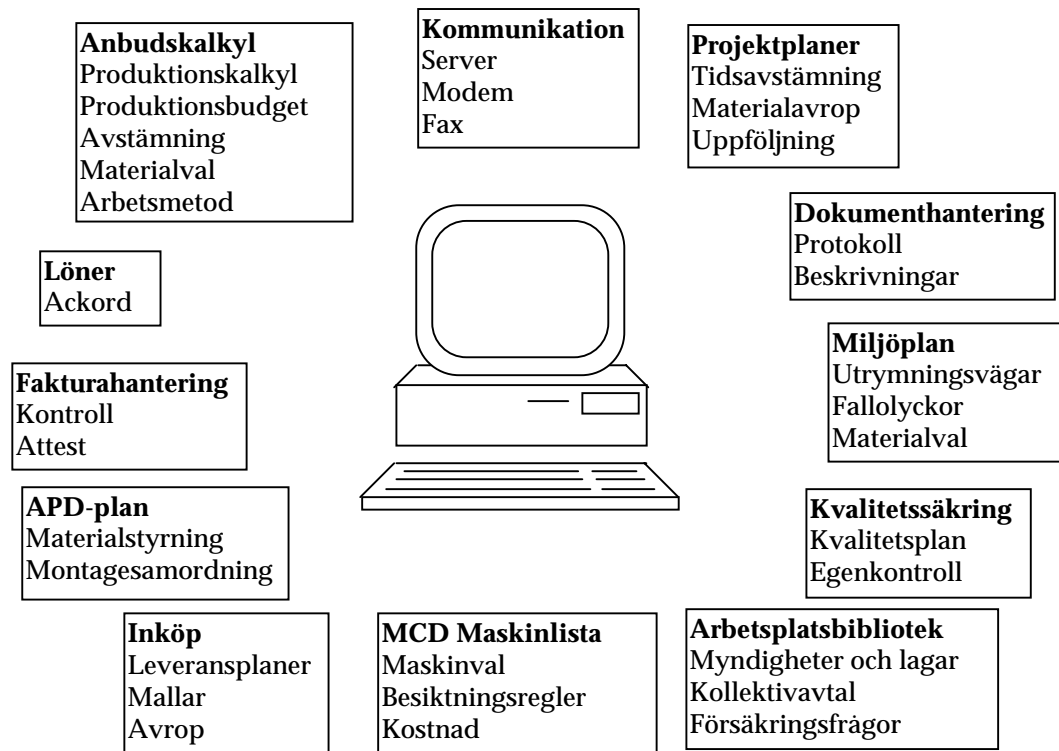 Anbudskalkyl
Produktionskalkyl
Produktionsbudget
Avstämning
Materialval
Arbetsmetod
Kommunikation
Server
Modem
Fax
Projektplaner
Tidsavstämning
Materialavrop
Uppföljning
Dokumenthantering
Protokoll
Beskrivningar
Löner
Ackord
Miljöplan
Utrymningsvägar
Fallolyckor
Materialval
Fakturahantering
Kontroll
Attest
APD-plan
Materialstyrning
Montagesamordning
Kvalitetssäkring
Kvalitetsplan
Egenkontroll
Inköp
Leveransplaner
Mallar
Avrop
MCD Maskinlista
Maskinval
Besiktningsregler
Kostnad
Arbetsplatsbibliotek
Myndigheter och lagar
Kollektivavtal
Försäkringsfrågor